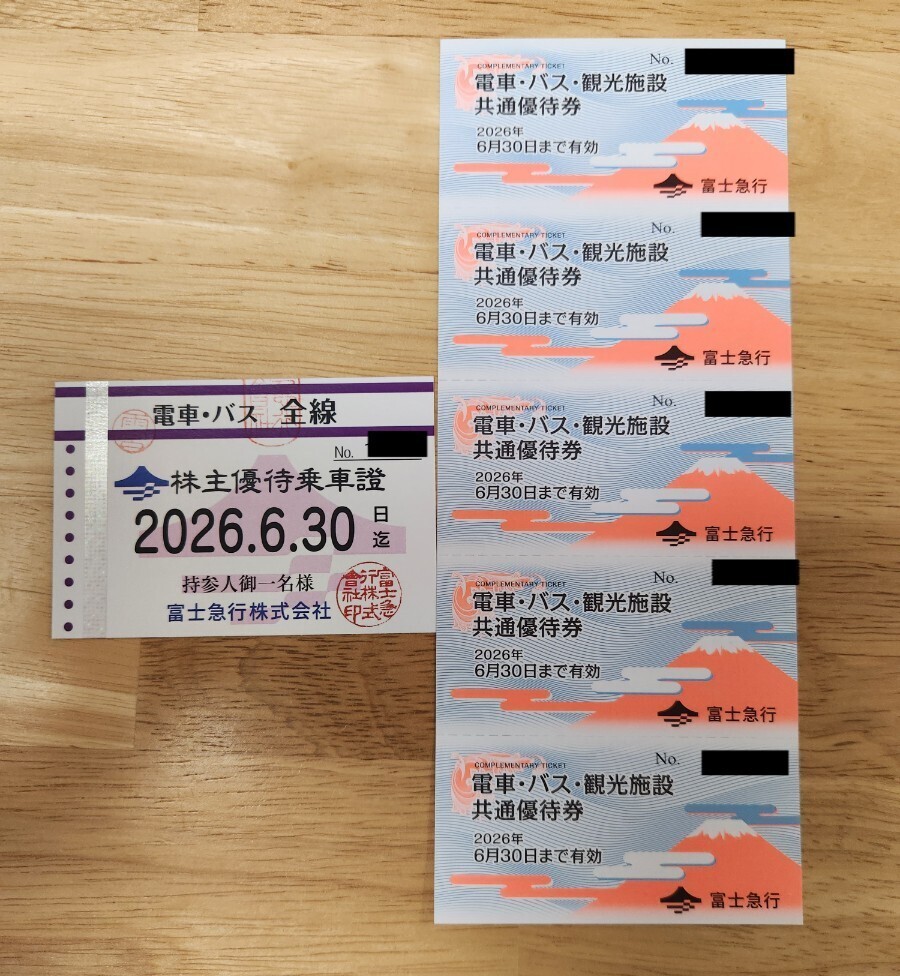 電車・バス 全線
No.
株主優待乗車證
2026.6.30 日迄
持参人御一名様
富士急行株式会社
富士急行株式会社印
No.
COMPLEMENTARY TICKET
電車・バス・観光施設
共通優待券
2026年
6月30日まで有効
富士急行
No.
COMPLEMENTARY TICKET
電車・バス・観光施設
共通優待券
2026年
6月30日まで有効
富士急行
No.
COMPLEMENTARY TICKET
電車・バス・観光施設
共通優待券
2026年
6月30日まで有効
富士急行
No.
COMPLEMENTARY TICKET
電車・バス・観光施設
共通優待券
2026年
6月30日まで有効
富士急行
No.
COMPLEMENTARY TICKET
電車・バス・観光施設
共通優待券
2026年
6月30日まで有効
富士急行